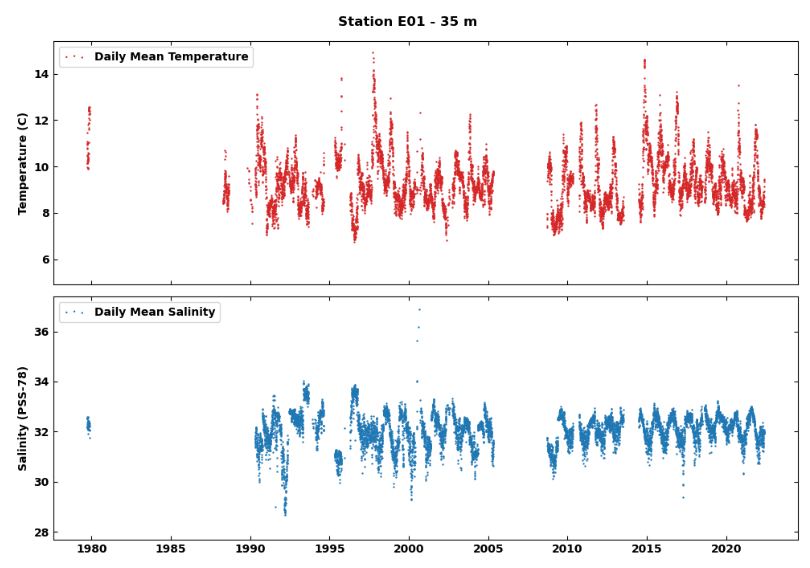 Station E01 - 35 m
Daily Mean Temperature
Temperature (C)
14
12
10
8
6
Daily Mean Salinity
Salinity (PSS-78)
36
34
32
30
28
1980 1985 1990 1995 2000 2005 2010 2015 2020